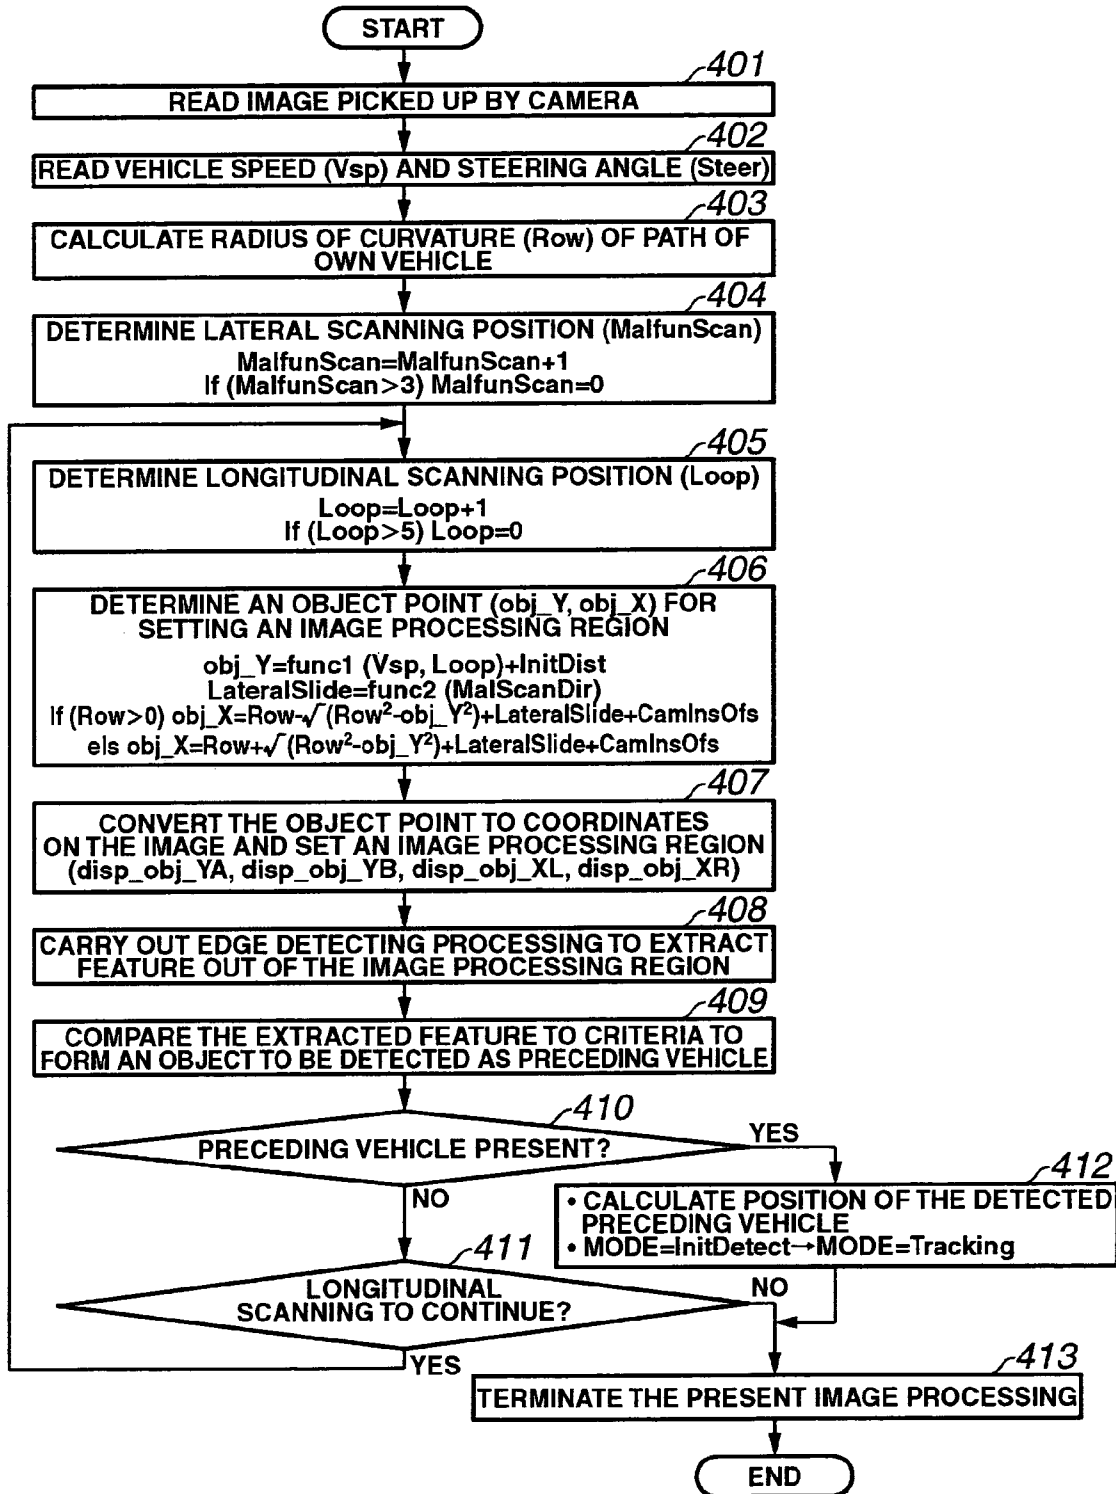 START
401
READ IMAGE PICKED UP BY CAMERA
402
READ VEHICLE SPEED (Vsp) AND STEERING ANGLE (Steer)
403
CALCULATE RADIUS OF CURVATURE (Row) OF PATH OF
OWN VEHICLE
404
DETERMINE LATERAL SCANNING POSITION (MalfunScan)
MalfunScan=MalfunScan+1
If (MalfunScan>3) MalfunScan=0
405
DETERMINE LONGITUDINAL SCANNING POSITION (Loop)
Loop=Loop+1
If (Loop>5) Loop=0
406
DETERMINE AN OBJECT POINT (obj_Y, obj_X) FOR
SETTING AN IMAGE PROCESSING REGION
obj_Y=func1 (Vsp, Loop)+InitDist
LateralSlide=func2 (MalScanDir)
If (Row>0) obj_X=Row-√(Row²-obj_Y²)+LateralSlide+CamInsOfs
els obj_X=Row+√(Row²-obj_Y²)+LateralSlide+CamInsOfs
407
CONVERT THE OBJECT POINT TO COORDINATES
ON THE IMAGE AND SET AN IMAGE PROCESSING REGION
(disp_obj_YA, disp_obj_YB, disp_obj_XL, disp_obj_XR)
408
CARRY OUT EDGE DETECTING PROCESSING TO EXTRACT
FEATURE OUT OF THE IMAGE PROCESSING REGION
409
COMPARE THE EXTRACTED FEATURE TO CRITERIA TO
FORM AN OBJECT TO BE DETECTED AS PRECEDING VEHICLE
410
PRECEDING VEHICLE PRESENT?
YES
NO
412
• CALCULATE POSITION OF THE DETECTED
PRECEDING VEHICLE
• MODE=InitDetect→MODE=Tracking
411
LONGITUDINAL
SCANNING TO CONTINUE?
NO
YES
413
TERMINATE THE PRESENT IMAGE PROCESSING
END